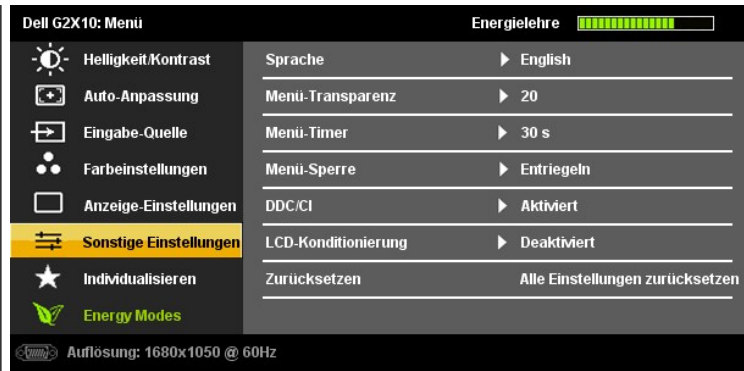 Dell G2X10: Menü Energielehre
Helligkeit/Kontrast Sprache English
Auto-Anpassung Menü-Transparenz 20
Eingabe-Quelle Menü-Timer 30 s
Farbeinstellungen Menü-Sperre Entriegeln
Anzeige-Einstellungen DDC/CI Aktiviert
Sonstige Einstellungen LCD-Konditionierung Deaktiviert
Individualisieren Zurücksetzen Alle Einstellungen zurücksetzen
Energy Modes
Auflösung: 1680x1050 @ 60Hz